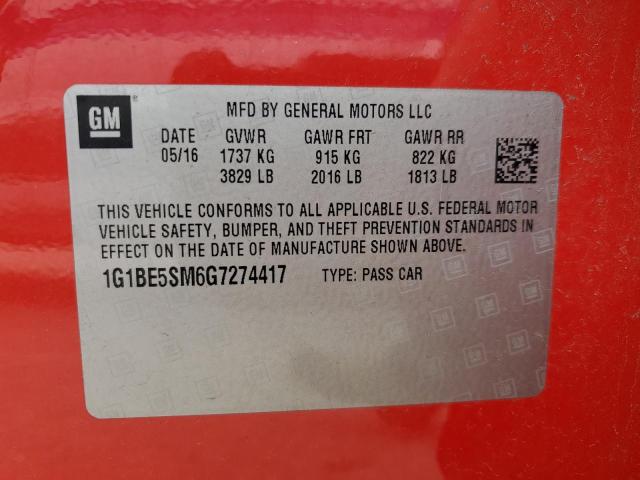 GM
MFD BY GENERAL MOTORS LLC
DATE GVWR GAWR FRT GAWR RR
05/16 1737 KG 915 KG 822 KG
3829 LB 2016 LB 1813 LB
THIS VEHICLE CONFORMS TO ALL APPLICABLE U.S. FEDERAL MOTOR
VEHICLE SAFETY, BUMPER, AND THEFT PREVENTION STANDARDS IN
EFFECT ON THE DATE OF MANUFACTURE SHOWN ABOVE.
1G1BE5SM6G7274417 TYPE: PASS CAR